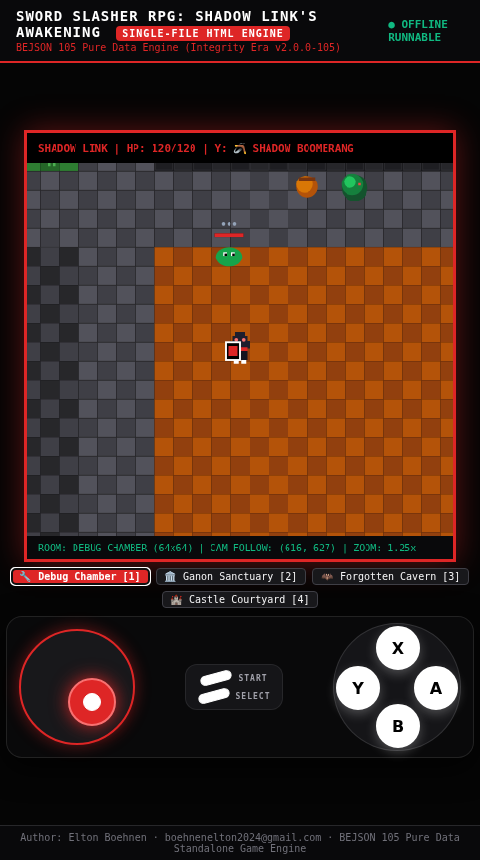 SWORD SLASHER RPG: SHADOW LINK'S
AWAKENING SINGLE-FILE HTML ENGINE
BEJSON 105 Pure Data Engine (Integrity Era v2.0.0-105)
● OFFLINE
RUNNABLE
SHADOW LINK | HP: 120/120 | Y: 🪃 SHADOW BOOMERANG
ROOM: DEBUG CHAMBER (64x64) | CAM FOLLOW: (616, 627) | ZOOM: 1.25x
🔧 Debug Chamber [1]
🏛️ Ganon Sanctuary [2]
🦇 Forgotten Cavern [3]
🏰 Castle Courtyard [4]
START
SELECT
X
Y
A
B
Author: Elton Boehnen · boehnenelton2024@gmail.com · BEJSON 105 Pure Data
Standalone Game Engine